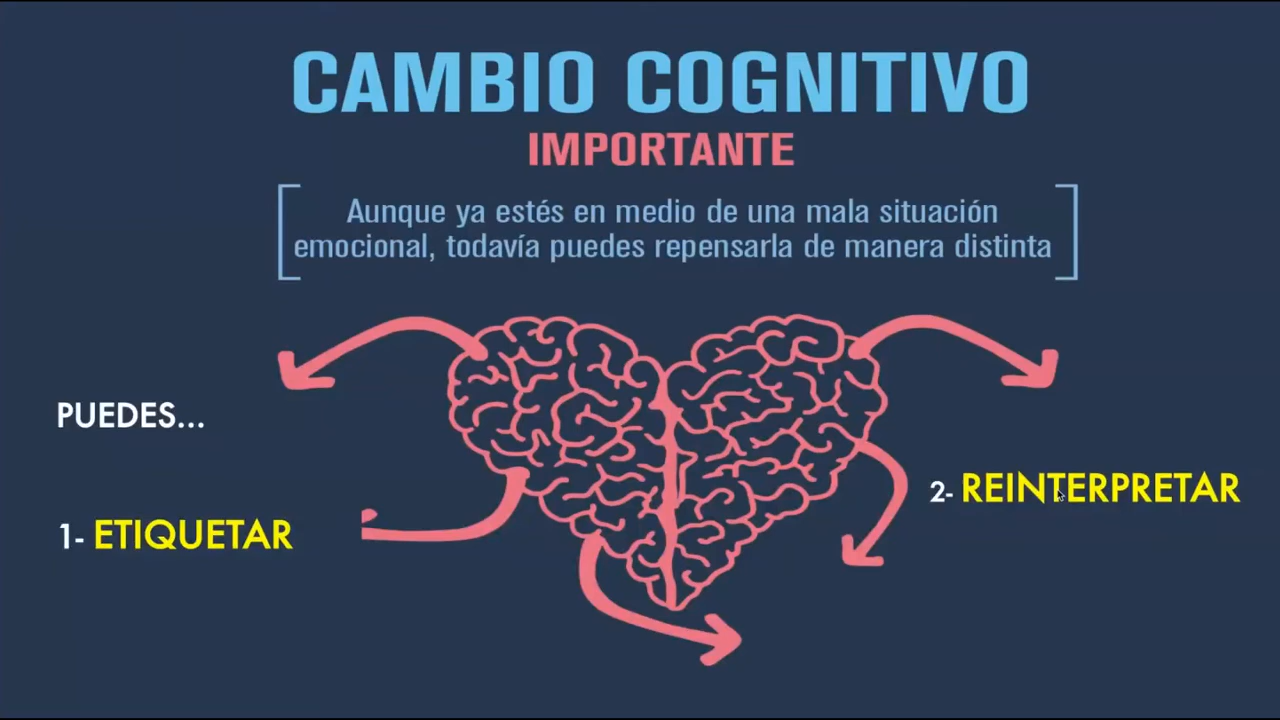 CAMBIO COGNITIVO
IMPORTANTE
Aunque ya estés en medio de una mala situación
emocional, todavía puedes repensarla de manera distinta
PUEDES...
1- ETIQUETAR
2- REINTERPRETAR